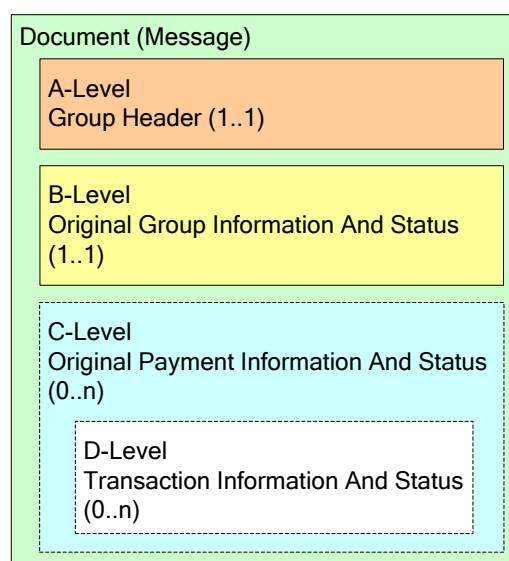 Document (Message)
A-Level
Group Header (1..1)
B-Level
Original Group Information And Status
(1..1)
C-Level
Original Payment Information And Status
(0..n)
D-Level
Transaction Information And Status
(0..n)